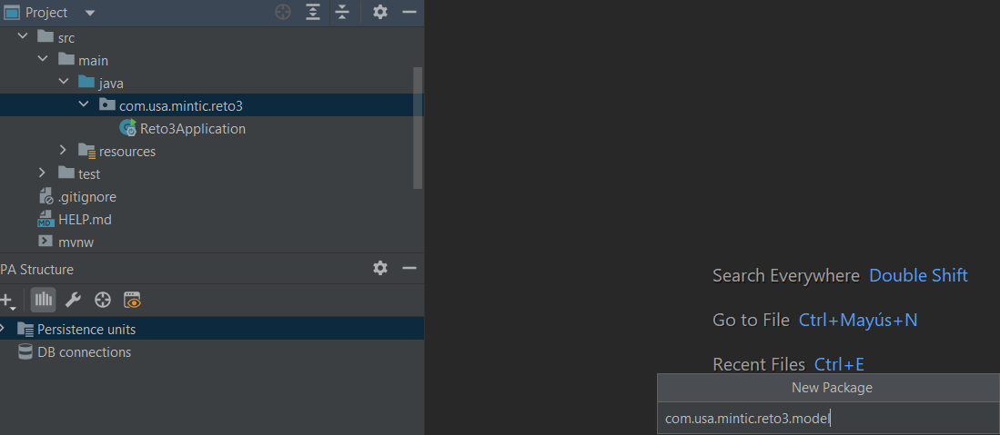 Project
src
main
java
com.usa.mintic.reto3
Reto3Application
resources
test
.gitignore
MD HELP.md
mvnw
PA Structure
Persistence units
DB connections
Search Everywhere Double Shift
Go to File Ctrl+Mayús+N
Recent Files Ctrl+E
New Package
com.usa.mintic.reto3.model